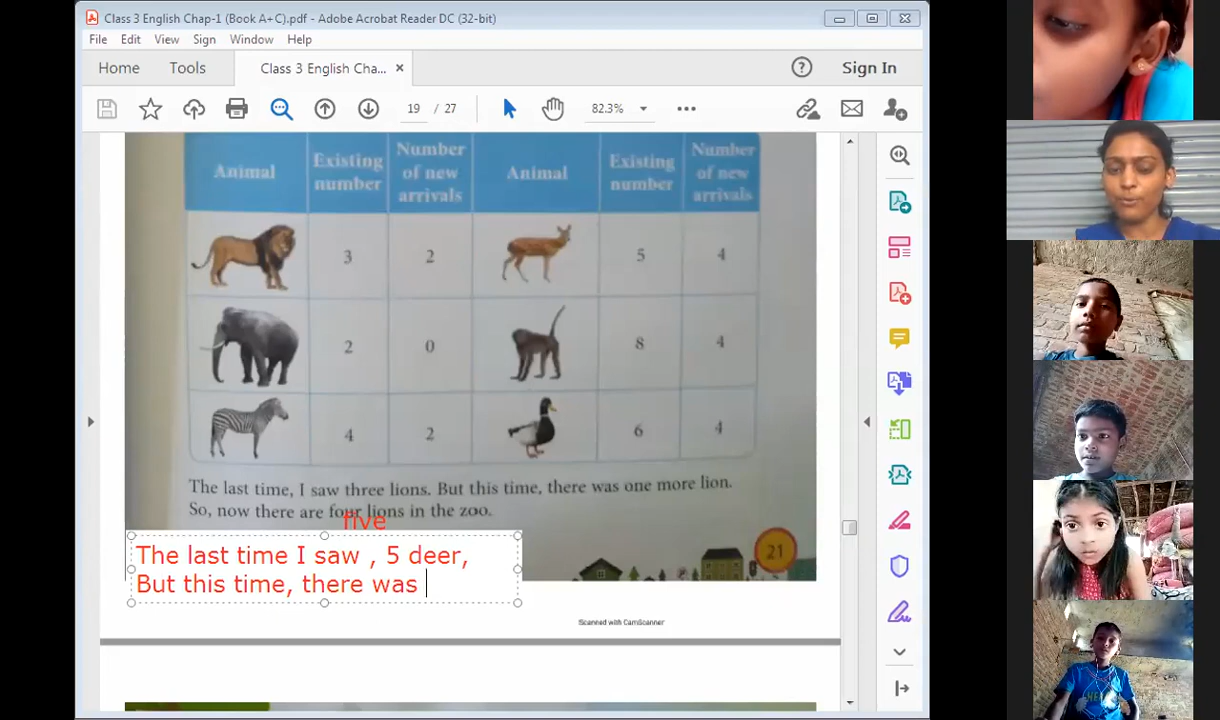 Class 3 English Chap-1 (Book A+C).pdf - Adobe Acrobat Reader DC (32-bit)
File Edit View Sign Window Help
Home Tools Class 3 English Cha... × Sign In
19 / 27 82.3%
Animal Existing number Number of new arrivals Animal Existing number Number of new arrivals
3 2 5 4
2 0 8 4
4 2 6 4
The last time, I saw three lions. But this time, there was one more lion.
So, now there are four lions in the zoo.
five
The last time I saw , 5 deer,
But this time, there was
21
Scanned with CamScanner